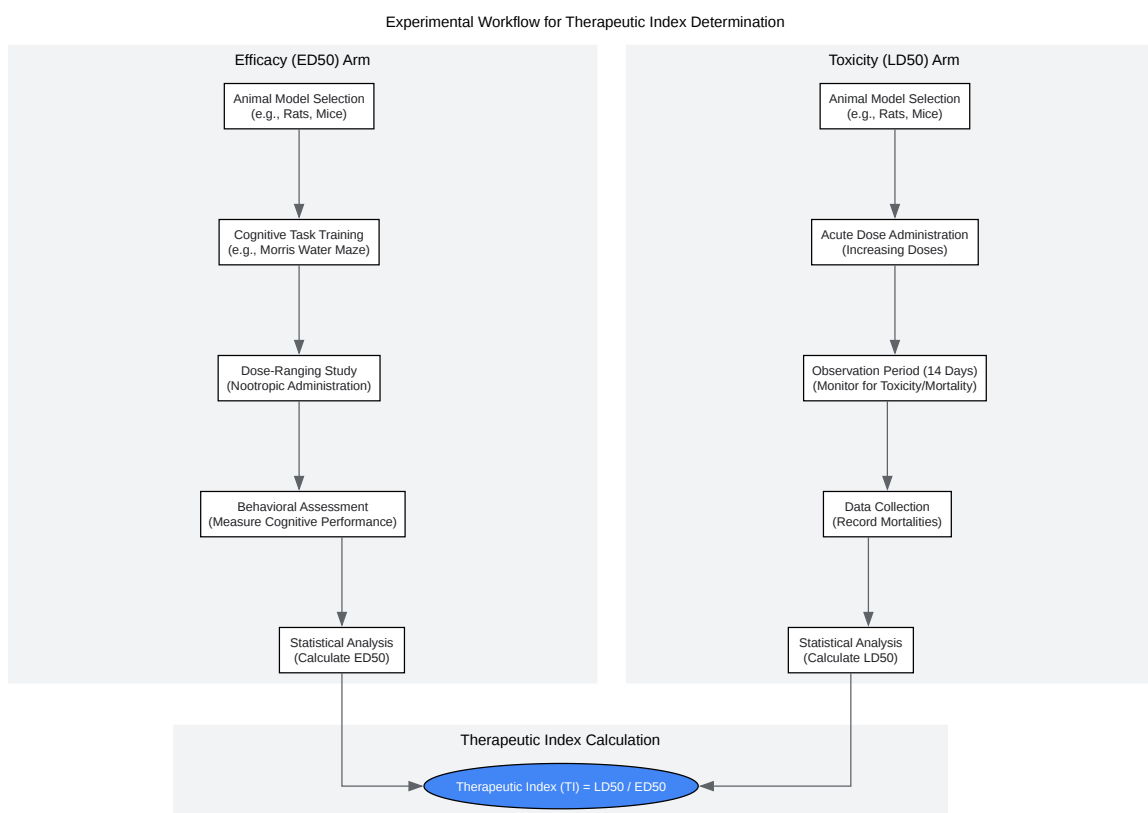 Experimental Workflow for Therapeutic Index Determination
Efficacy (ED50) Arm
Animal Model Selection
(e.g., Rats, Mice)
Cognitive Task Training
(e.g., Morris Water Maze)
Dose-Ranging Study
(Nootropic Administration)
Behavioral Assessment
(Measure Cognitive Performance)
Statistical Analysis
(Calculate ED50)
Toxicity (LD50) Arm
Animal Model Selection
(e.g., Rats, Mice)
Acute Dose Administration
(Increasing Doses)
Observation Period (14 Days)
(Monitor for Toxicity/Mortality)
Data Collection
(Record Mortalities)
Statistical Analysis
(Calculate LD50)
Therapeutic Index Calculation
Therapeutic Index (TI) = LD50 / ED50